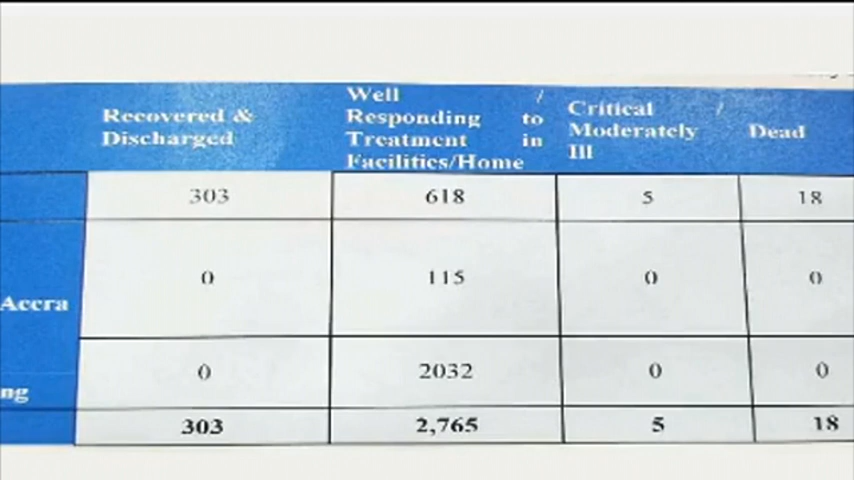 Recovered &
Discharged
Well /
Responding to
Treatment in
Facilities/Home
Critical /
Moderately
Ill
Dead
303 618 5 18
Accra 0 115 0 0
ng 0 2032 0 0
303 2,765 5 18